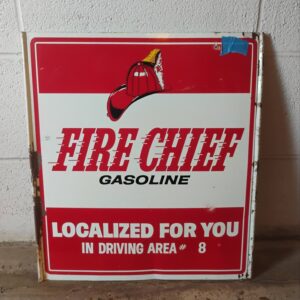 FIRE CHIEF
GASOLINE
LOCALIZED FOR YOU
IN DRIVING AREA # 8